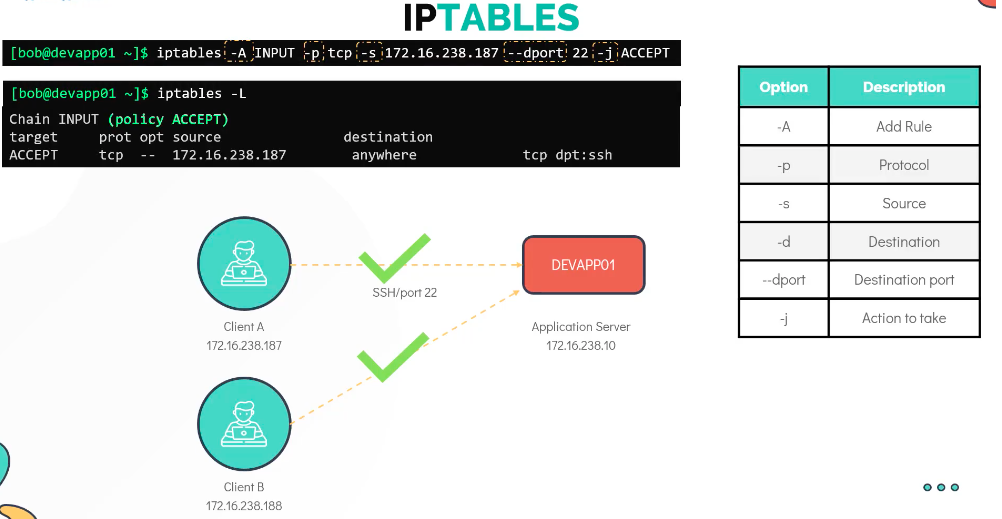 IPTABLES
[bob@devapp01 ~]$ iptables -A INPUT -p tcp -s 172.16.238.187 --dport 22 -j ACCEPT
[bob@devapp01 ~]$ iptables -L
Chain INPUT (policy ACCEPT)
target prot opt source destination
ACCEPT tcp -- 172.16.238.187 anywhere tcp dpt:ssh
Option Description
-A Add Rule
-p Protocol
-s Source
-d Destination
--dport Destination port
-j Action to take
SSH/port 22
DEVAPP01
Client A
172.16.238.187
Application Server
172.16.238.10
Client B
172.16.238.188